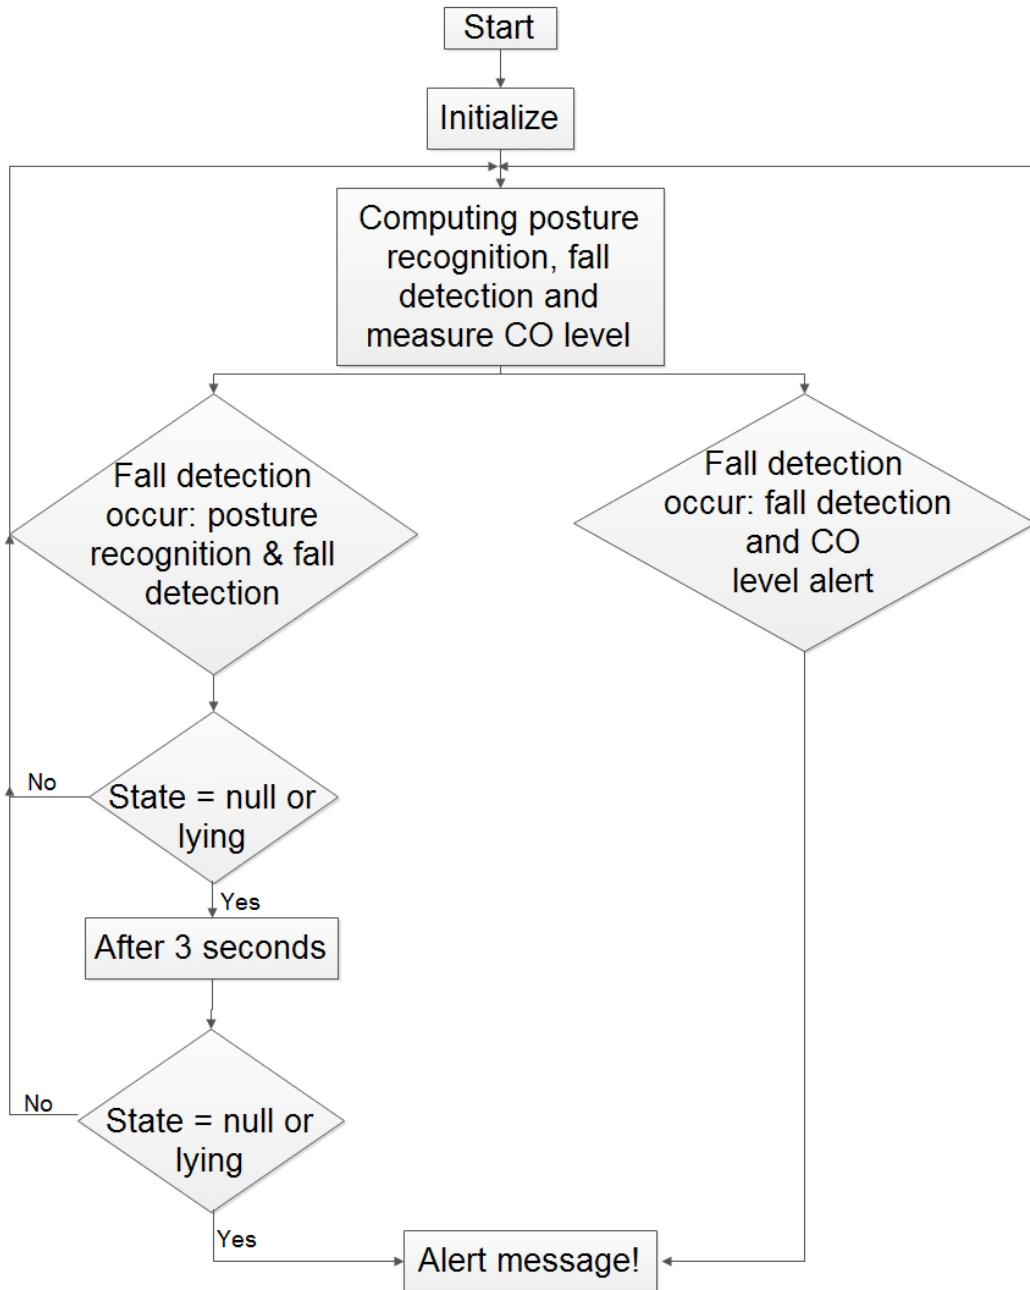 Start
Initialize
Computing posture
recognition, fall
detection and
measure CO level
Fall detection
occur: posture
recognition & fall
detection
Fall detection
occur: fall detection
and CO
level alert
No
State = null or
lying
Yes
After 3 seconds
No
State = null or
lying
Yes
Alert message!